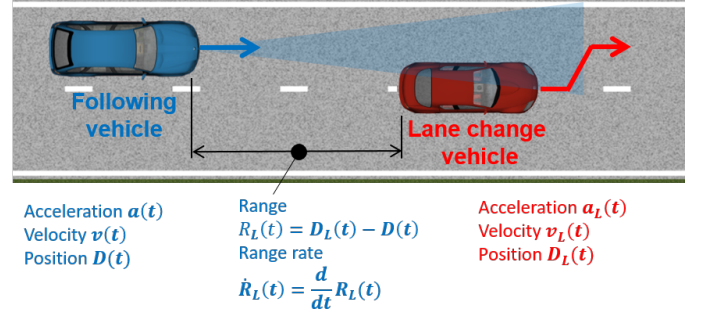 Following
vehicle
Lane change
vehicle
Acceleration a(t)
Velocity v(t)
Position D(t)
Range
R_L(t) = D_L(t) − D(t)
Range rate
Ṙ_L(t) = d/dt R_L(t)
Acceleration a_L(t)
Velocity v_L(t)
Position D_L(t)